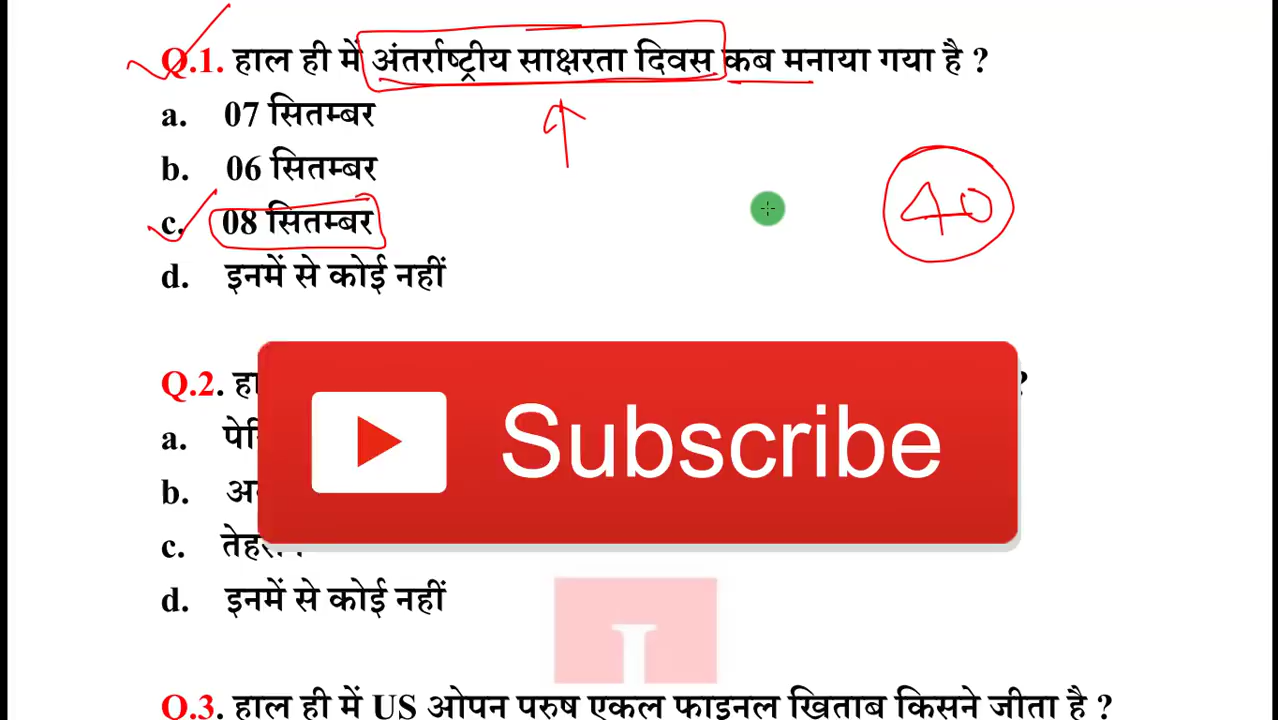 Q.1. हाल ही में अंतर्राष्ट्रीय साक्षरता दिवस कब मनाया गया है ?
a. 07 सितम्बर
b. 06 सितम्बर
40
c. 08 सितम्बर
d. इनमें से कोई नहीं
Q.2. ?
a.
Subscribe
b.
c.
d. इनमें से कोई नहीं
Q.3. हाल ही में US ओपन पुरुष एकल फाइनल खिताब किसने जीता है ?